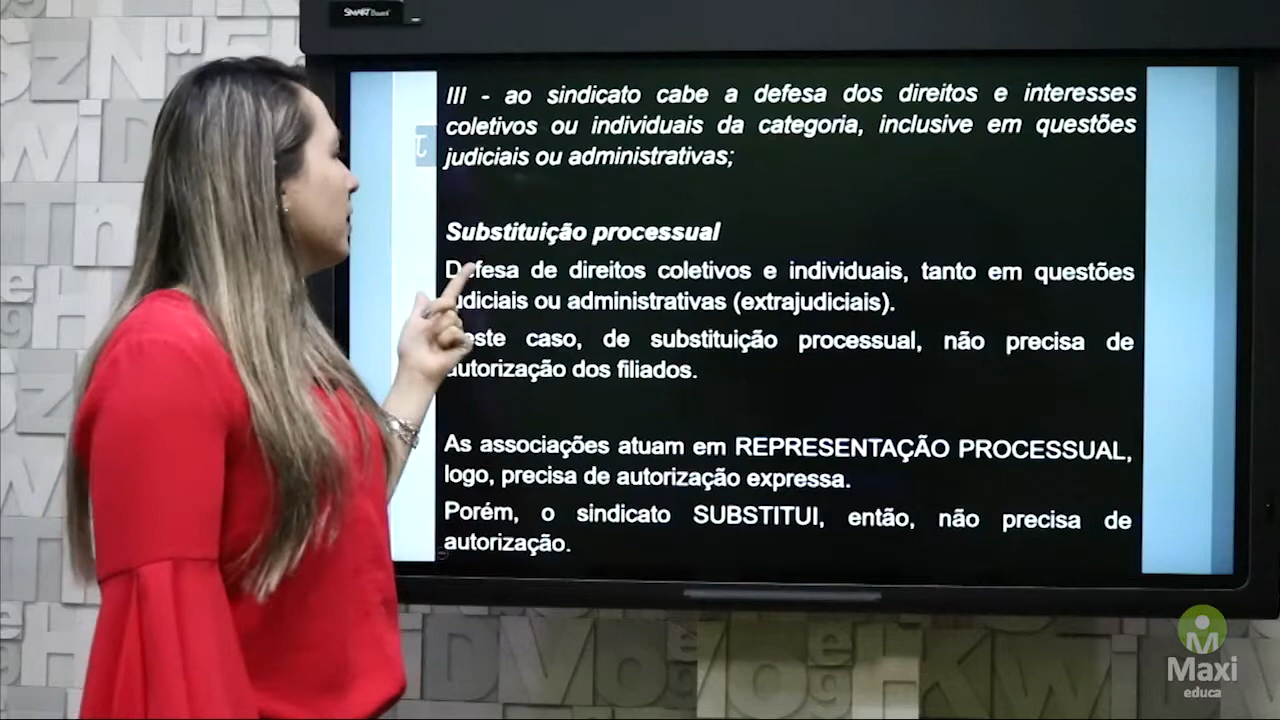 SMART Board
III - ao sindicato cabe a defesa dos direitos e interesses
coletivos ou individuais da categoria, inclusive em questões
judiciais ou administrativas;
Substituição processual
Defesa de direitos coletivos e individuais, tanto em questões
judiciais ou administrativas (extrajudiciais).
este caso, de substituição processual, não precisa de
autorização dos filiados.
As associações atuam em REPRESENTAÇÃO PROCESSUAL,
logo, precisa de autorização expressa.
Porém, o sindicato SUBSTITUI, então, não precisa de
autorização.
M
Maxi
educa